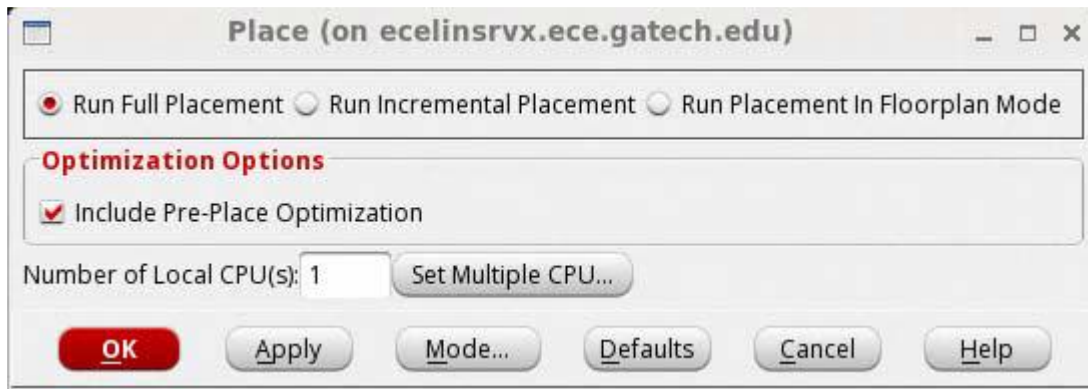 Place (on ecelinsrvx.ece.gatech.edu)
Run Full Placement Run Incremental Placement Run Placement In Floorplan Mode
Optimization Options
Include Pre-Place Optimization
Number of Local CPU(s): 1 Set Multiple CPU...
OK Apply Mode... Defaults Cancel Help